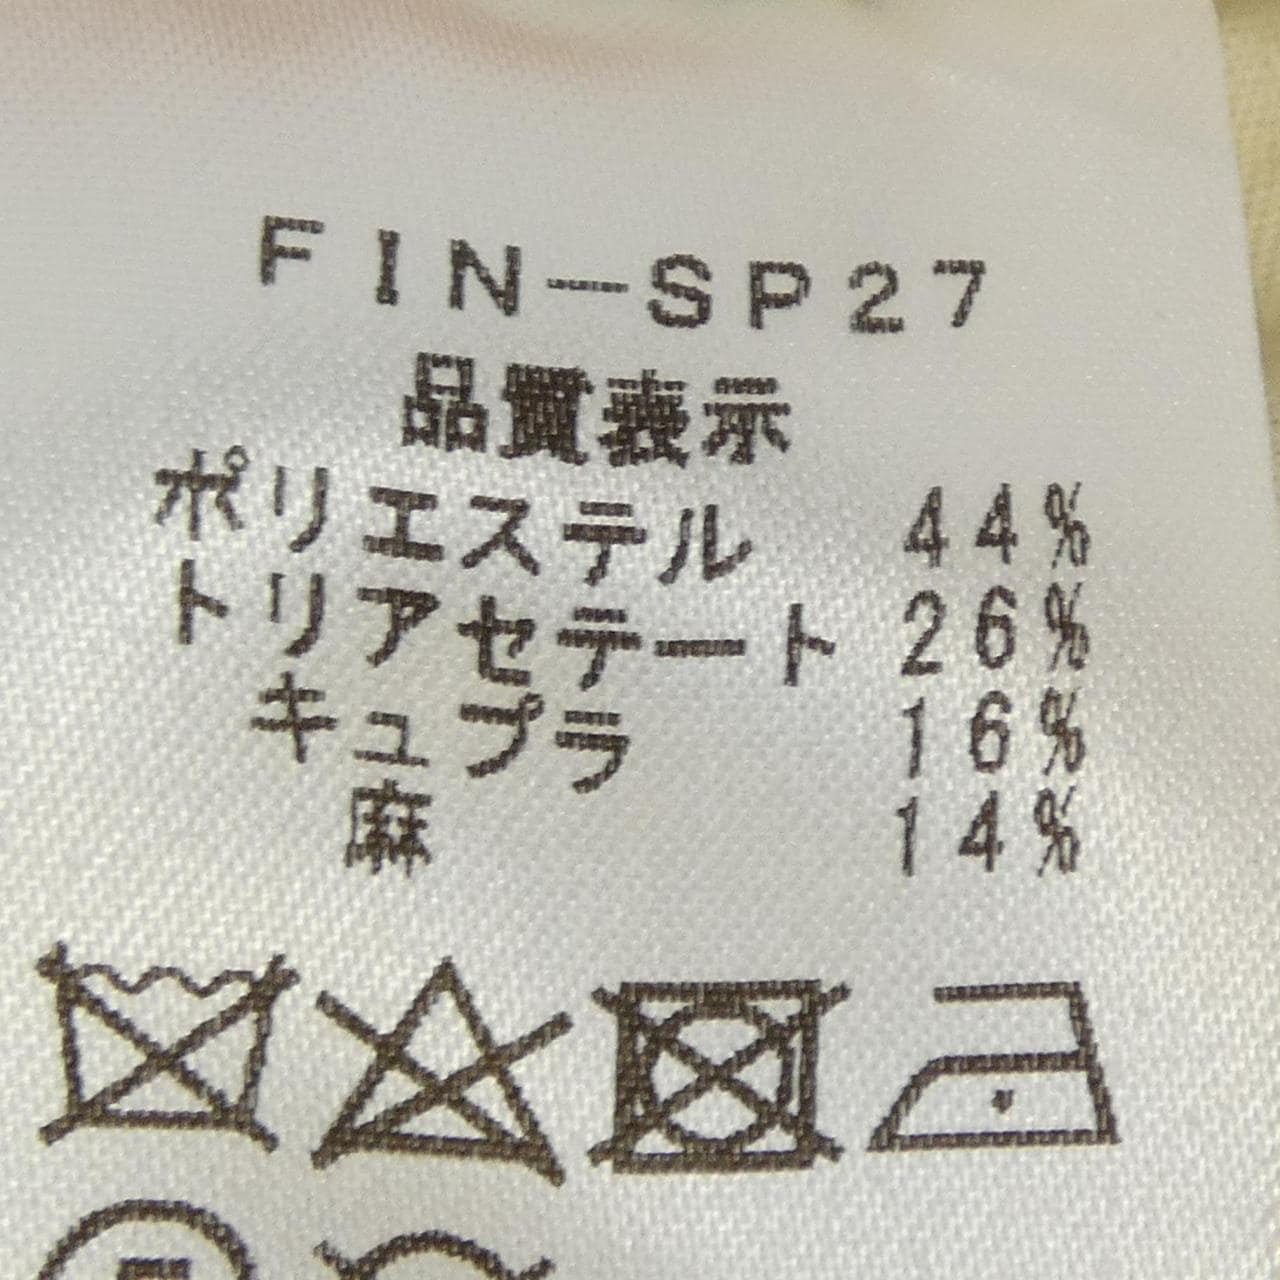 FIN－SP27
品質表示
ポリエステル 44%
トリアセテート 26%
キュプラ 16%
麻 14%